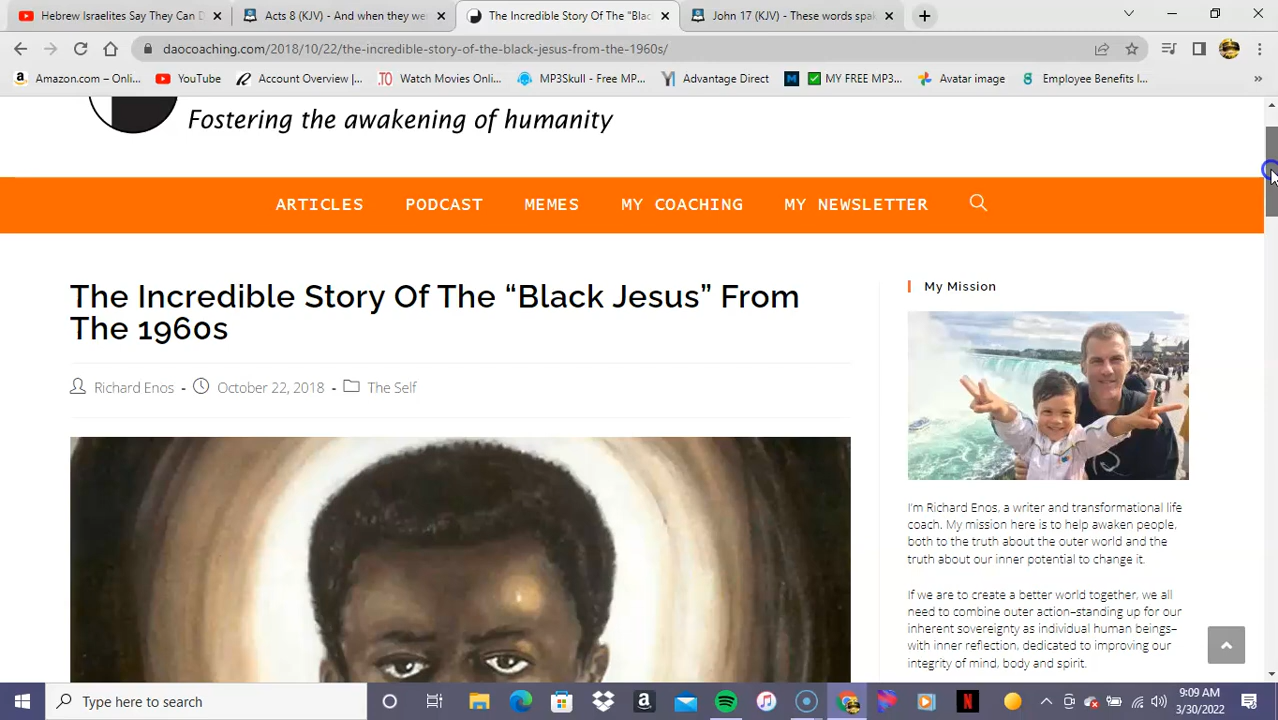 Hebrew Israelites Say They Can D
Acts 8 (KJV) - And when they we
The Incredible Story Of The "Blac
John 17 (KJV) - These words spa
daocoaching.com/2018/10/22/the-incredible-story-of-the-black-jesus-from-the-1960s/
Amazon.com – Onli...
YouTube
Account Overview |...
.TO
Watch Movies Onlin...
MP3Skull - Free MP...
Advantage Direct
MY FREE MP3...
Avatar image
Employee Benefits I...
Fostering the awakening of humanity
ARTICLES
PODCAST
MEMES
MY COACHING
MY NEWSLETTER
The Incredible Story Of The “Black Jesus” From
The 1960s
Richard Enos - October 22, 2018 - The Self
My Mission
I'm Richard Enos, a writer and transformational life
coach. My mission here is to help awaken people,
both to the truth about the outer world and the
truth about our inner potential to change it.
If we are to create a better world together, we all
need to combine outer action–standing up for our
inherent sovereignty as individual human beings–
with inner reflection, dedicated to improving our
integrity of mind, body and spirit.
Type here to search
9:09 AM
3/30/2022